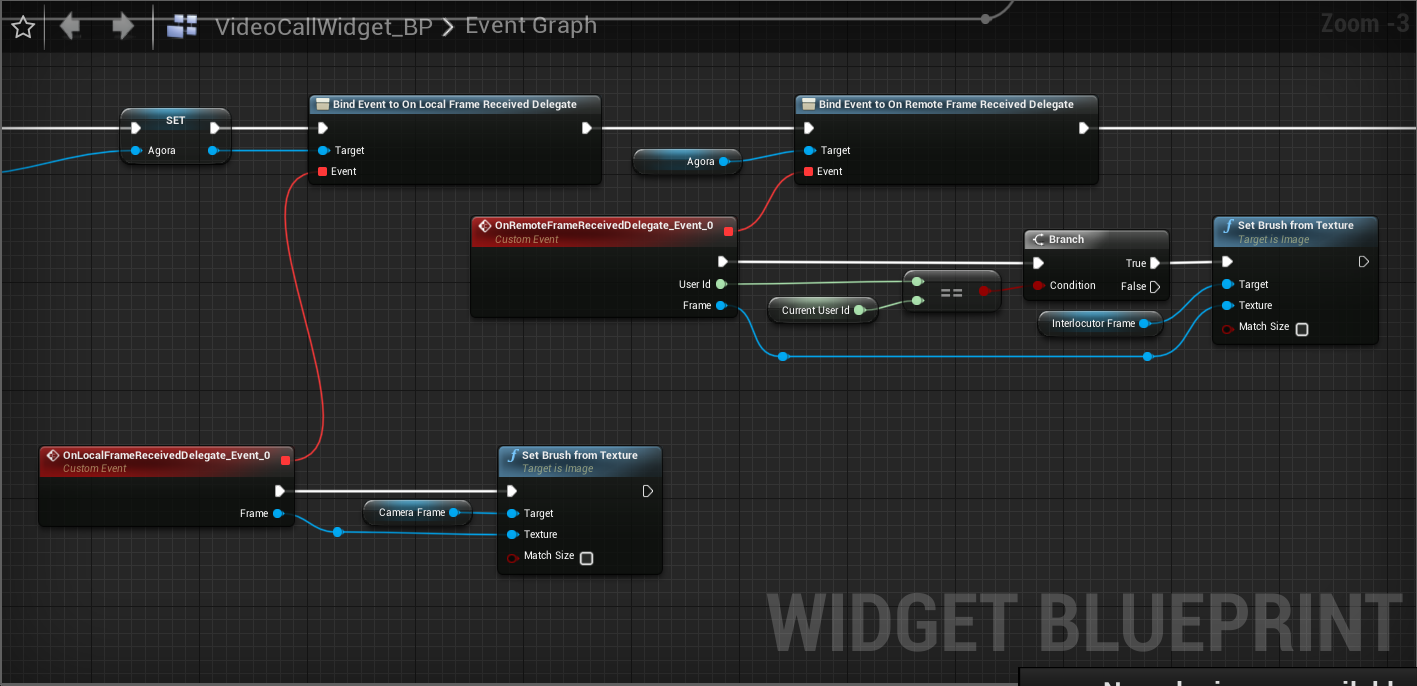 VideoCallWidget_BP > Event Graph
Zoom -3
SET
Agora
Bind Event to On Local Frame Received Delegate
Target
Event
Agora
Bind Event to On Remote Frame Received Delegate
Target
Event
OnRemoteFrameReceivedDelegate_Event_0
Custom Event
User Id
Frame
Current User Id
==
Branch
True
Condition
False
Interlocutor Frame
Set Brush from Texture
Target is Image
Target
Texture
Match Size
OnLocalFrameReceivedDelegate_Event_0
Custom Event
Frame
Camera Frame
Set Brush from Texture
Target is Image
Target
Texture
Match Size
WIDGET BLUEPRINT